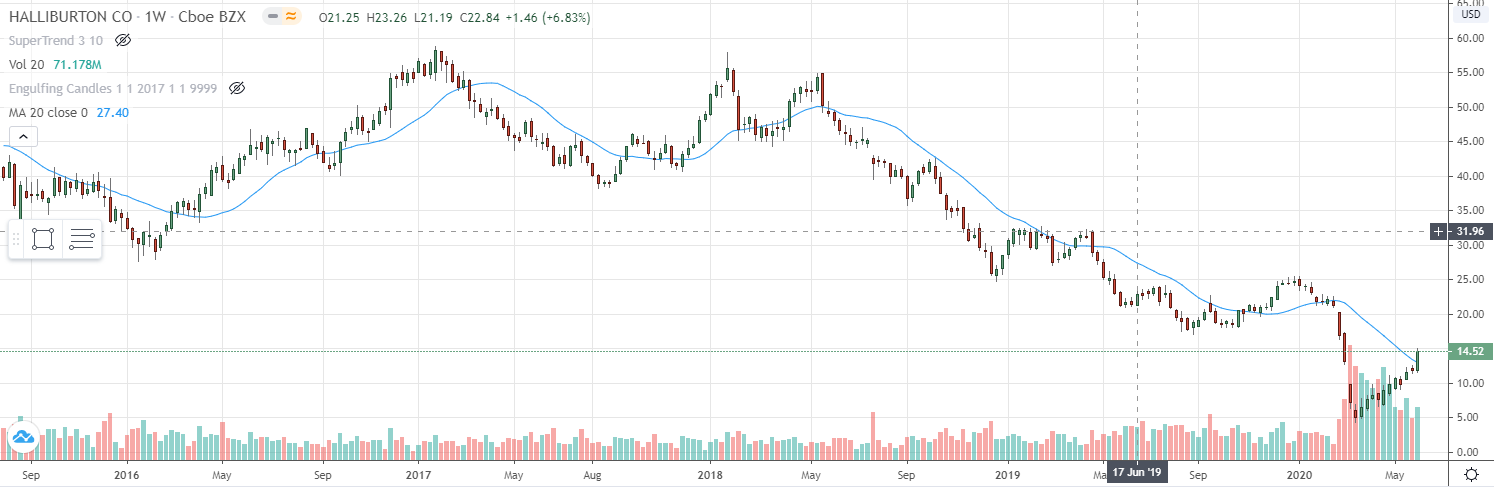 HALLIBURTON CO · 1W · Cboe BZX O21.25 H23.26 L21.19 C22.84 +1.46 (+6.83%)
SuperTrend 3 10
Vol 20 71.178M
Engulfing Candles 1 1 2017 1 1 9999
MA 20 close 0 27.40
65.00
USD
60.00
55.00
50.00
45.00
40.00
35.00
31.96
30.00
25.00
20.00
14.52
10.00
5.00
0.00
Sep 2016 May Sep 2017 May Aug 2018 May Sep 2019 Ma 17 Jun '19 Sep 2020 May